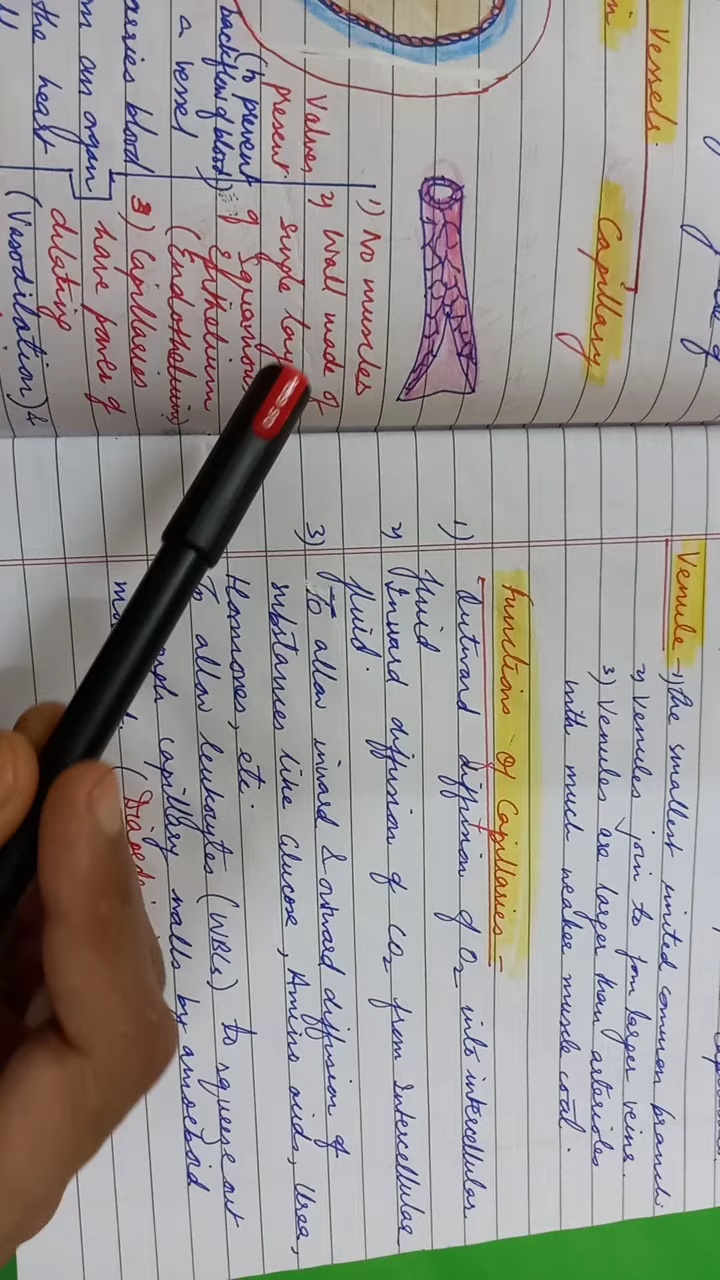 Vessels.
Capillary
Valves
present
(to prevent
backflow of blood)
a vessel
carries blood
an organ
the heart
1) No muscles
2) Wall made of
single
of Squamous
Epithelium
(Endothelium)
3) Capillaries
have power of
dilating
(Vasodilation) &
Venule - 1) The smallest united common branch.
2) Venules join to form larger veins.
3) Venules are larger than arterioles
with much weaker muscle coat.
Functions of Capillaries -
1) Outward diffusion of O2 into intercellular
fluid
2) Inward diffusion of CO2 from Intercellular
fluid.
3) To allow inward & outward diffusion of
substances like Glucose, Amino acids, Urea,
Hormones, etc.
To allow leukocytes (WBCs) to squeeze out
capillary walls by amoeboid